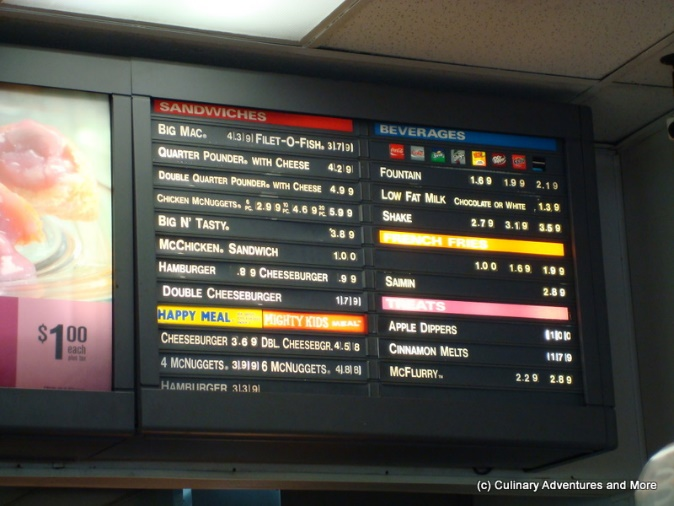 $1.00
each
plus tax
SANDWICHES
BIG MAC® 4.39 FILET-O-FISH® 3.79
QUARTER POUNDER® WITH CHEESE 4.29
DOUBLE QUARTER POUNDER® WITH CHEESE 4.99
CHICKEN MCNUGGETS® 6 PC. 2.99 10 PC. 4.69 20 PC. 5.99
BIG N' TASTY® 3.89
MCCHICKEN® SANDWICH 1.00
HAMBURGER .99 CHEESEBURGER .99
DOUBLE CHEESEBURGER 1.79
HAPPY MEAL MIGHTY KIDS MEAL
CHEESEBURGER 3.69 DBL. CHEESEBGR. 4.58
4 MCNUGGETS® 3.99 6 MCNUGGETS® 4.88
HAMBURGER 3.39
BEVERAGES
FOUNTAIN 1.69 1.99 2.19
LOW FAT MILK CHOCOLATE OR WHITE 1.39
SHAKE 2.79 3.19 3.59
FRENCH FRIES
1.00 1.69 1.99
SAIMIN 2.89
TREATS
APPLE DIPPERS 1.00
CINNAMON MELTS 1.79
MCFLURRY™ 2.29 2.89
(c) Culinary Adventures and More